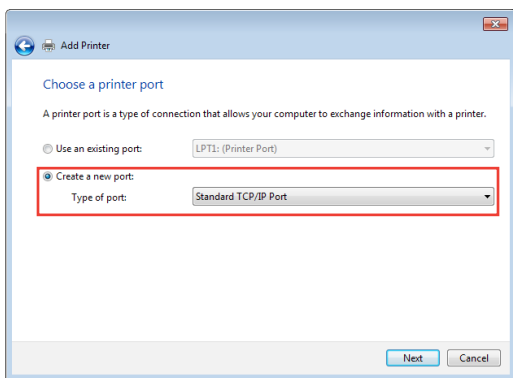 Add Printer
Choose a printer port
A printer port is a type of connection that allows your computer to exchange information with a printer.
Use an existing port: LPT1: (Printer Port)
Create a new port:
Type of port: Standard TCP/IP Port
Next Cancel